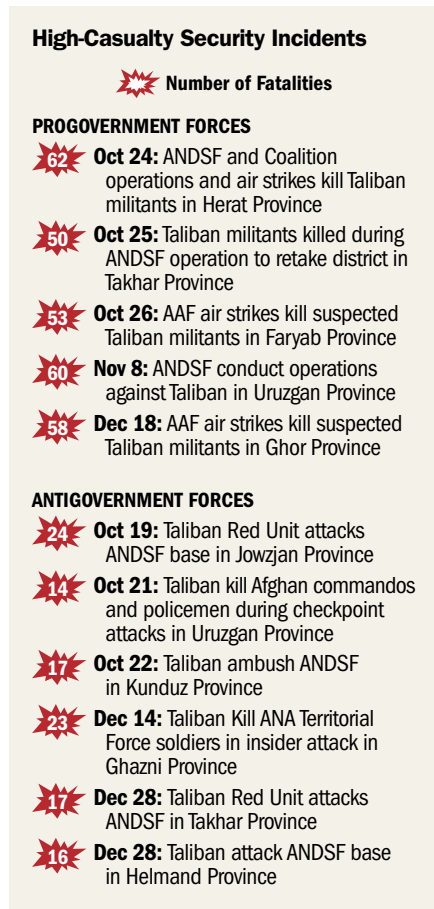 High-Casualty Security Incidents
Number of Fatalities
PROGOVERNMENT FORCES
62 Oct 24: ANDSF and Coalition
operations and air strikes kill Taliban
militants in Herat Province
50 Oct 25: Taliban militants killed during
ANDSF operation to retake district in
Takhar Province
53 Oct 26: AAF air strikes kill suspected
Taliban militants in Faryab Province
60 Nov 8: ANDSF conduct operations
against Taliban in Uruzgan Province
58 Dec 18: AAF air strikes kill suspected
Taliban militants in Ghor Province
ANTIGOVERNMENT FORCES
24 Oct 19: Taliban Red Unit attacks
ANDSF base in Jowzjan Province
14 Oct 21: Taliban kill Afghan commandos
and policemen during checkpoint
attacks in Uruzgan Province
17 Oct 22: Taliban ambush ANDSF
in Kunduz Province
23 Dec 14: Taliban Kill ANA Territorial
Force soldiers in insider attack in
Ghazni Province
17 Dec 28: Taliban Red Unit attacks
ANDSF in Takhar Province
16 Dec 28: Taliban attack ANDSF base
in Helmand Province